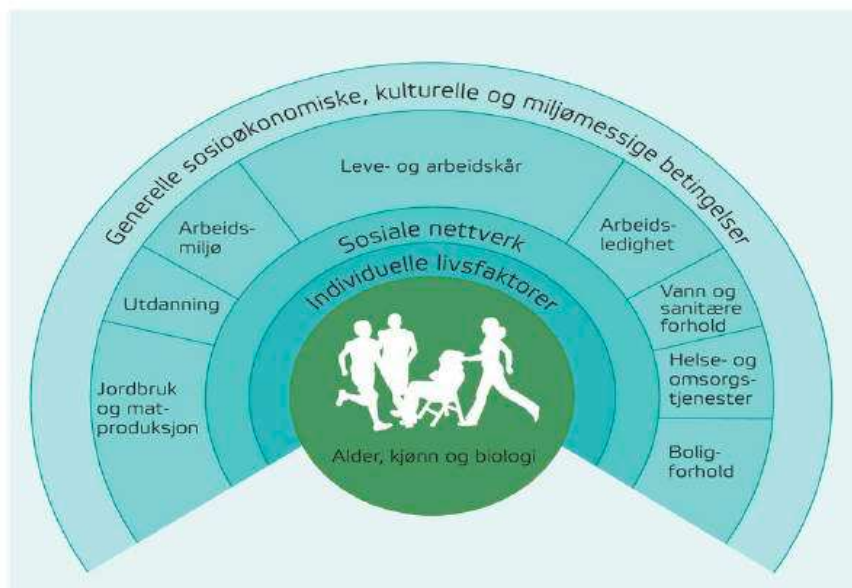 Generelle sosioøkonomiske, kulturelle og miljømessige betingelser
Leve- og arbeidskår
Arbeids-
miljø
Utdanning
Jordbruk
og mat-
produksjon
Arbeids-
ledighet
Vann og
sanitære
forhold
Helse- og
omsorgs-
tjenester
Bolig-
forhold
Sosiale nettverk
Individuelle livsfaktorer
Alder, kjønn og biologi